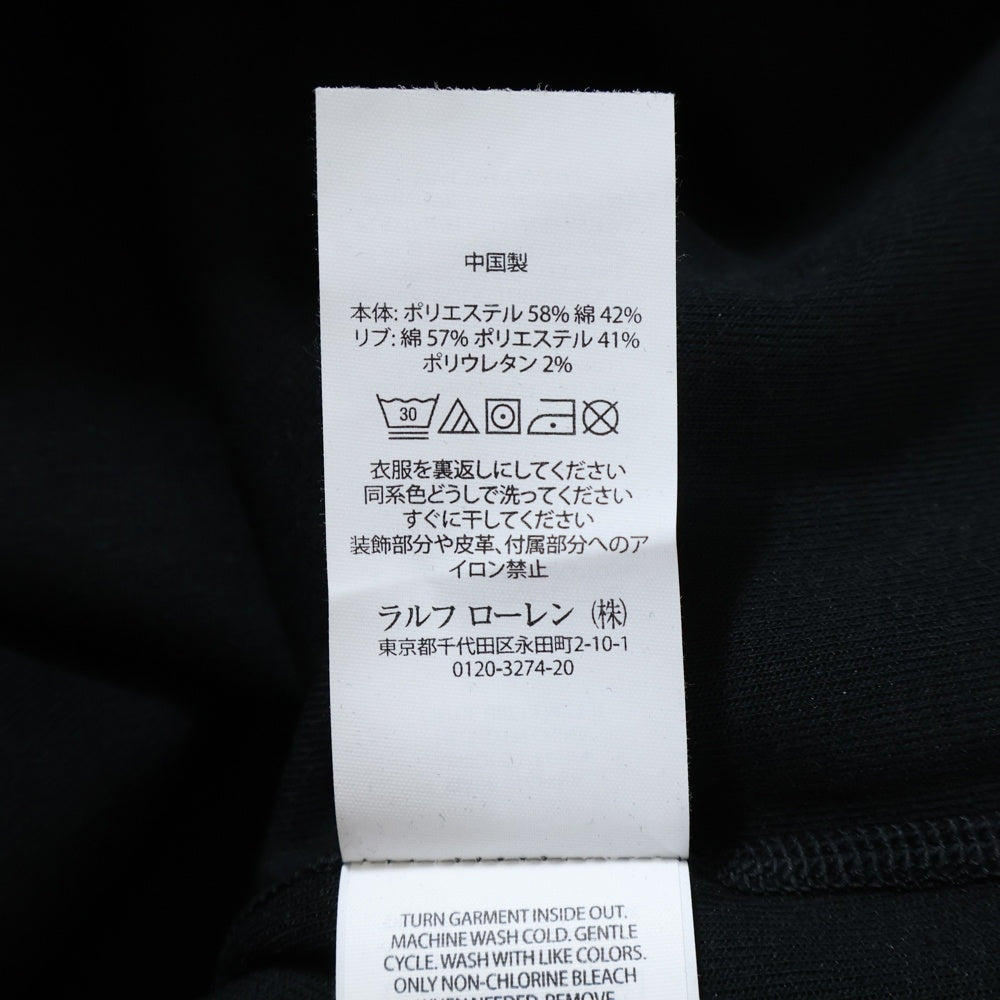 中国製
本体: ポリエステル 58% 綿 42%
リブ: 綿 57% ポリエステル 41%
ポリウレタン 2%
30
衣服を裏返しにしてください
同系色どうしで洗ってください
すぐに干してください
装飾部分や皮革、付属部分へのア
イロン禁止
ラルフ ローレン (株)
東京都千代田区永田町2-10-1
0120-3274-20
TURN GARMENT INSIDE OUT.
MACHINE WASH COLD. GENTLE
CYCLE. WASH WITH LIKE COLORS.
ONLY NON-CHLORINE BLEACH
WHEN NEEDED. REMOVE